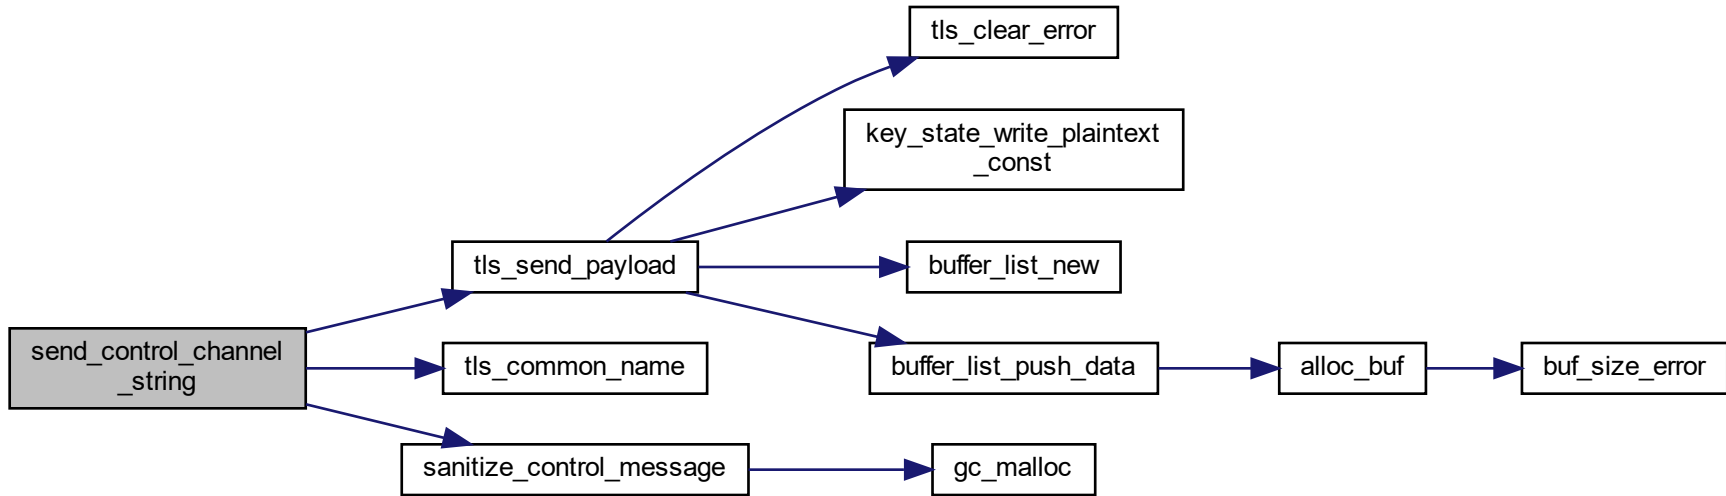 tls_clear_error
key_state_write_plaintext
_const
tls_send_payload
buffer_list_new
send_control_channel
_string
tls_common_name
buffer_list_push_data
alloc_buf
buf_size_error
sanitize_control_message
gc_malloc